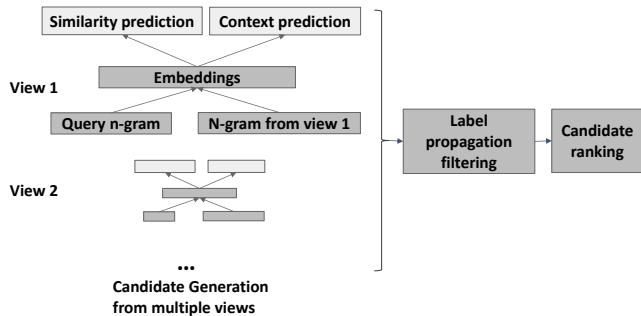 Similarity prediction
Context prediction
View 1
Embeddings
Query n-gram
N-gram from view 1
View 2
...
Candidate Generation
from multiple views
Label
propagation
filtering
Candidate
ranking